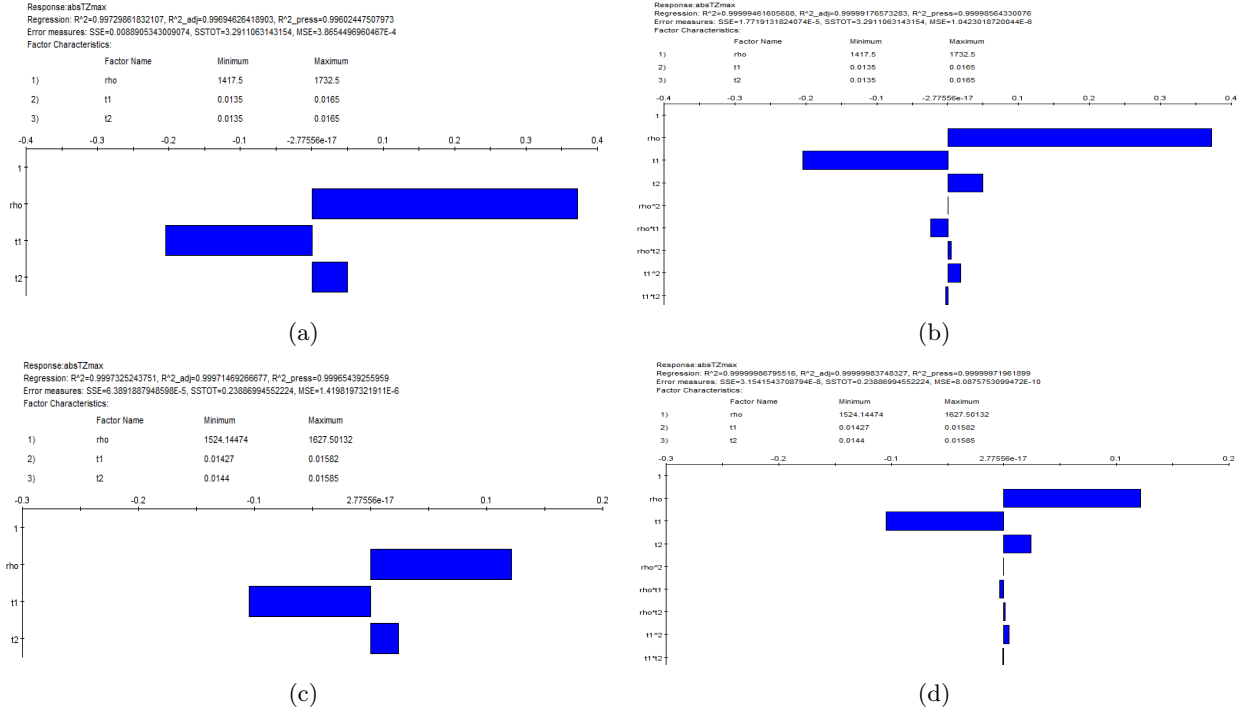 Response:absTZmax
Regression: R^2=0.99729861832107, R^2_adj=0.99694626418903, R^2_press=0.99602447507973
Error measures: SSE=0.0088905343009074, SSTOT=3.2911063143154, MSE=3.8654496960467E-4
Factor Characteristics:
Factor Name Minimum Maximum
1) rho 1417.5 1732.5
2) t1 0.0135 0.0165
3) t2 0.0135 0.0165
-0.4 -0.3 -0.2 -0.1 -2.77556e-17 0.1 0.2 0.3 0.4
1
rho
t1
t2
(a)
Response:absTZmax
Regression: R^2=0.99999461605608, R^2_adj=0.99999176573283, R^2_press=0.99998564330076
Error measures: SSE=1.7719131824074E-5, SSTOT=3.2911063143154, MSE=1.0423018720044E-6
Factor Characteristics:
Factor Name Minimum Maximum
1) rho 1417.5 1732.5
2) t1 0.0135 0.0165
3) t2 0.0135 0.0165
-0.4 -0.3 -0.2 -0.1 -2.77556e-17 0.1 0.2 0.3 0.4
1
rho
t1
t2
rho^2
rho*t1
rho*t2
t1^2
t1*t2
(b)
Response:absTZmax
Regression: R^2=0.9997325243751, R^2_adj=0.99971469266677, R^2_press=0.99965439255959
Error measures: SSE=6.3891887948598E-5, SSTOT=0.23886994552224, MSE=1.4198197321911E-6
Factor Characteristics:
Factor Name Minimum Maximum
1) rho 1524.14474 1627.50132
2) t1 0.01427 0.01582
3) t2 0.0144 0.01585
-0.3 -0.2 -0.1 2.77556e-17 0.1 0.2
1
rho
t1
t2
(c)
Response:absTZmax
Regression: R^2=0.99999986795516, R^2_adj=0.99999983748327, R^2_press=0.99999971961899
Error measures: SSE=3.1541543708794E-8, SSTOT=0.23886994552224, MSE=8.0875753099472E-10
Factor Characteristics:
Factor Name Minimum Maximum
1) rho 1524.14474 1627.50132
2) t1 0.01427 0.01582
3) t2 0.0144 0.01585
-0.3 -0.1 2.77556e-17 0.1 0.2
1
rho
t1
t2
rho^2
rho*t1
rho*t2
t1^2
t1*t2
(d)